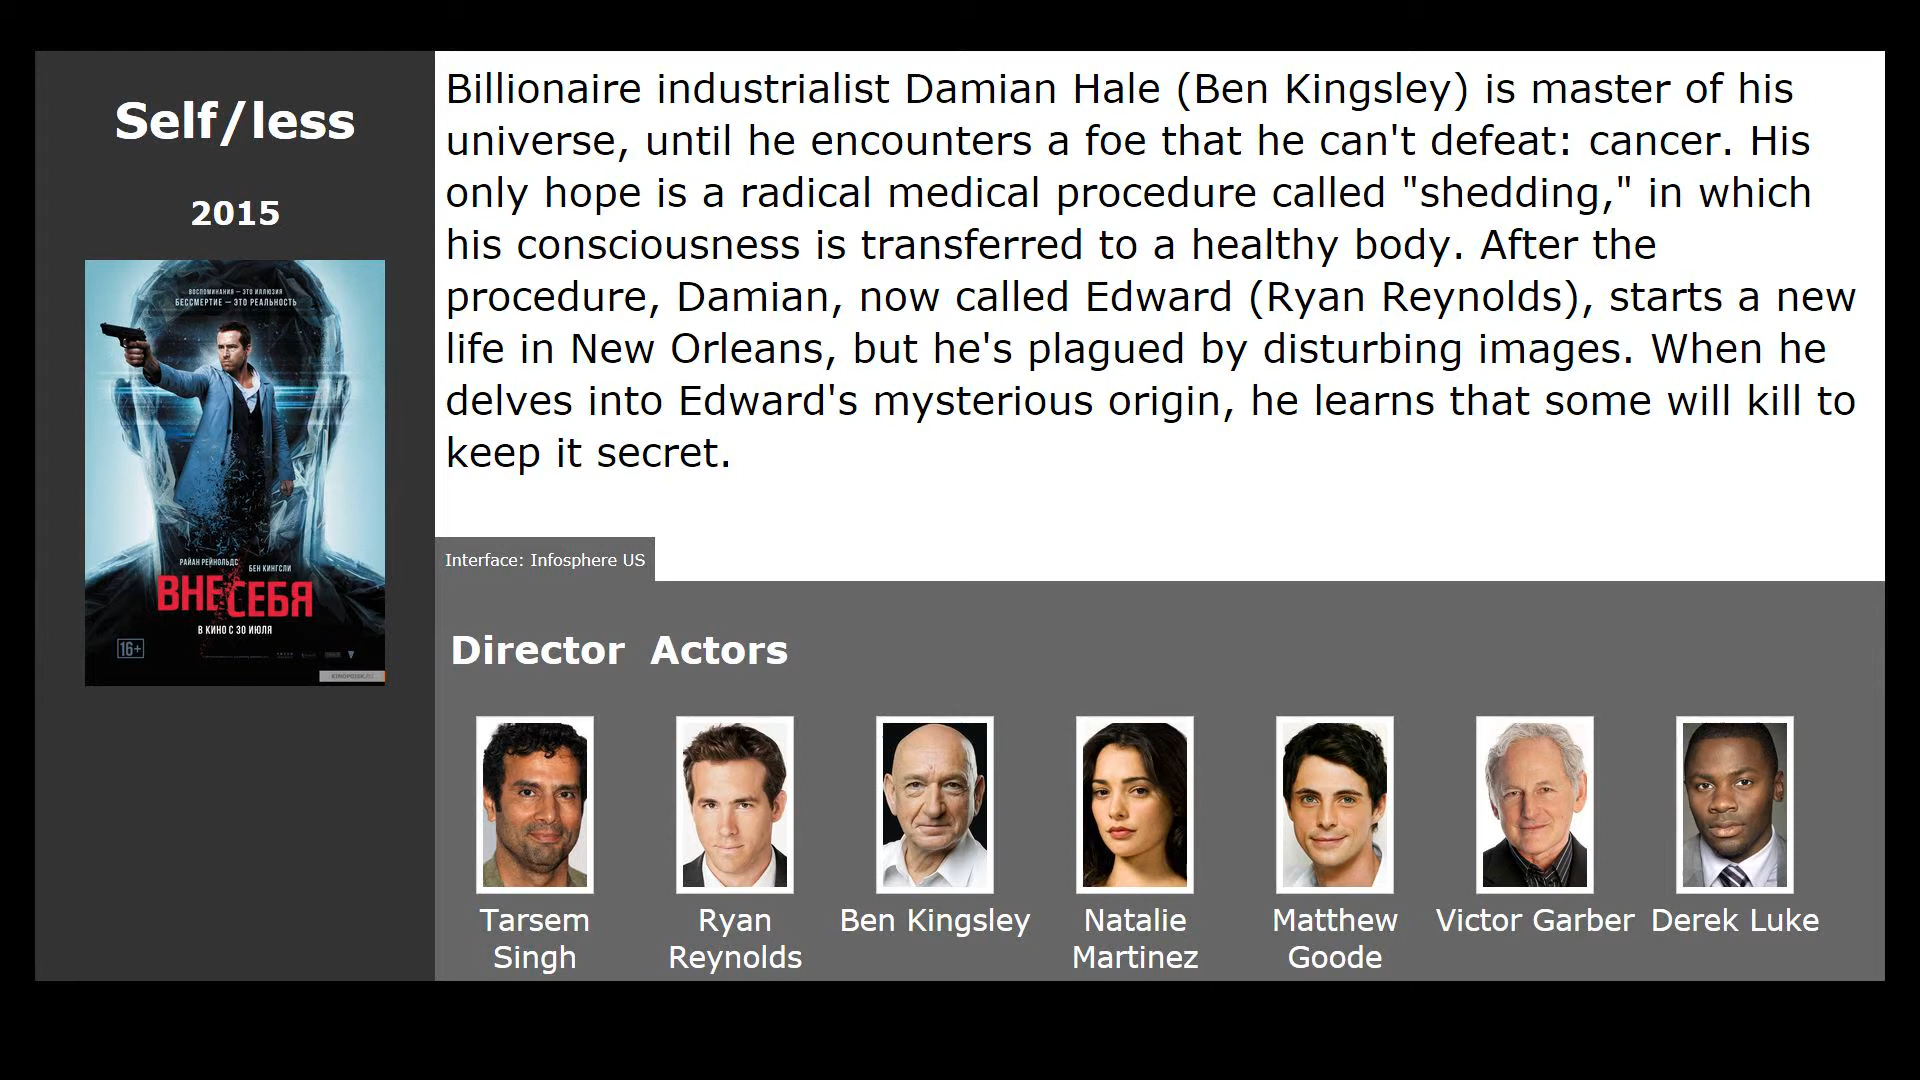 Self/less
2015
ВОСПОМИНАНИЯ — ЭТО ИЛЛЮЗИЯ
БЕССМЕРТИЕ — ЭТО РЕАЛЬНОСТЬ
РАЙАН РЕЙНОЛЬДС
БЕН КИНГСЛИ
ВНЕ СЕБЯ
В КИНО С 30 ИЮЛЯ
16+
KINOPOISK.RU
Billionaire industrialist Damian Hale (Ben Kingsley) is master of his
universe, until he encounters a foe that he can't defeat: cancer. His
only hope is a radical medical procedure called "shedding," in which
his consciousness is transferred to a healthy body. After the
procedure, Damian, now called Edward (Ryan Reynolds), starts a new
life in New Orleans, but he's plagued by disturbing images. When he
delves into Edward's mysterious origin, he learns that some will kill to
keep it secret.
Interface: Infosphere US
Director Actors
Tarsem
Singh
Ryan
Reynolds
Ben Kingsley
Natalie
Martinez
Matthew
Goode
Victor Garber
Derek Luke